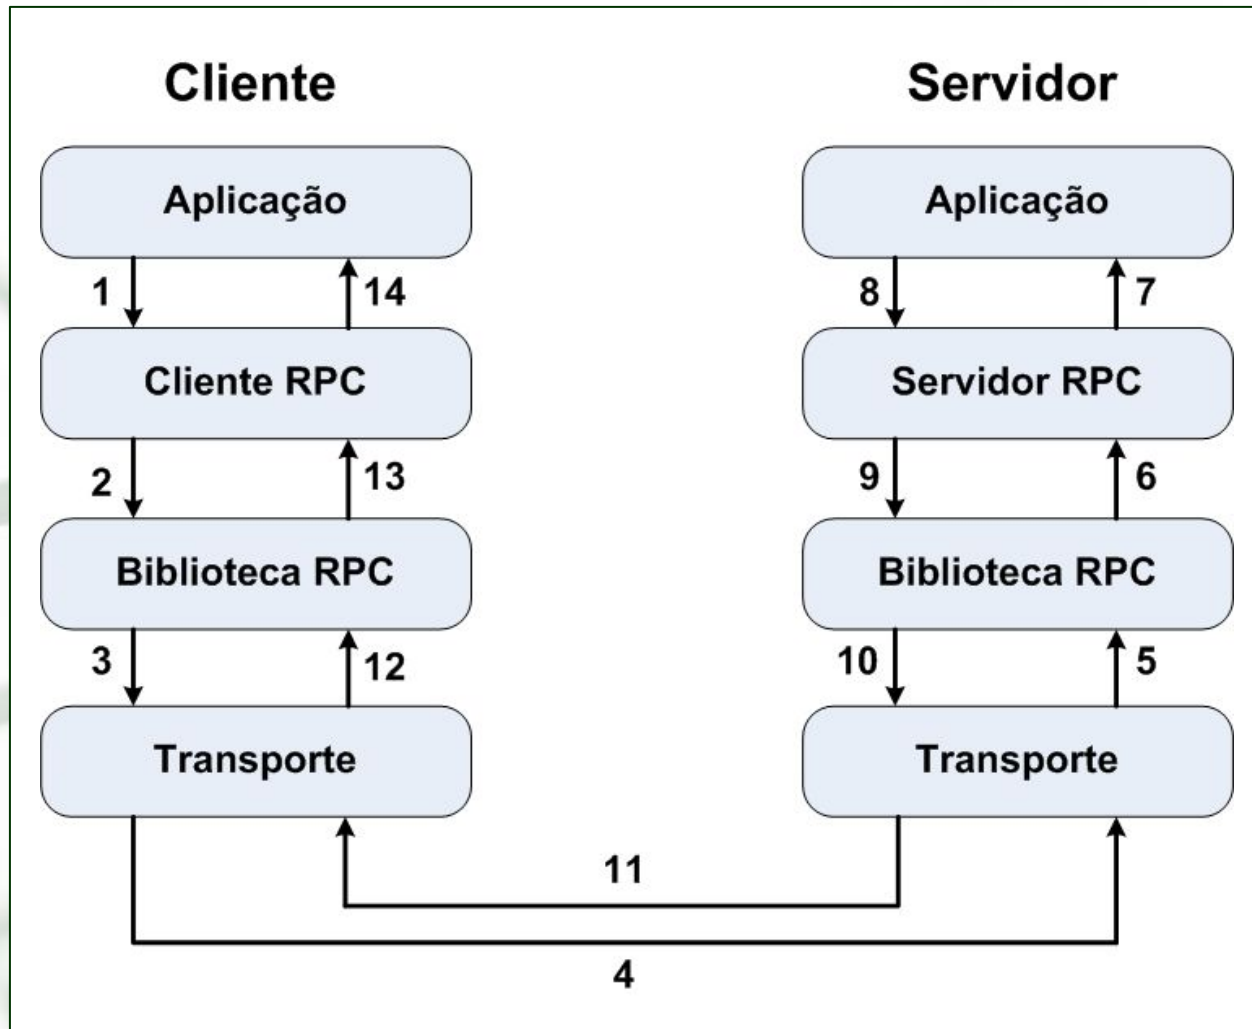 Cliente
Servidor
Aplicação
Aplicação
1
14
8
7
Cliente RPC
Servidor RPC
2
13
9
6
Biblioteca RPC
Biblioteca RPC
3
12
10
5
Transporte
Transporte
11
4